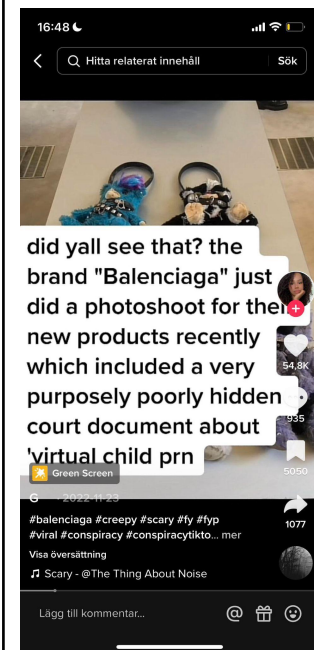 16:48
Hitta relaterat innehåll
Sök
did yall see that? the
brand "Balenciaga" just
did a photoshoot for the
new products recently
which included a very
purposely poorly hidden
court document about
'virtual child prn
54,8K
935
5050
1077
Green Screen
G · 2022-11-23
#balenciaga #creepy #scary #fy #fyp
#viral #conspiracy #conspiracytikto... mer
Visa översättning
Scary - @The Thing About Noise
Lägg till kommentar...